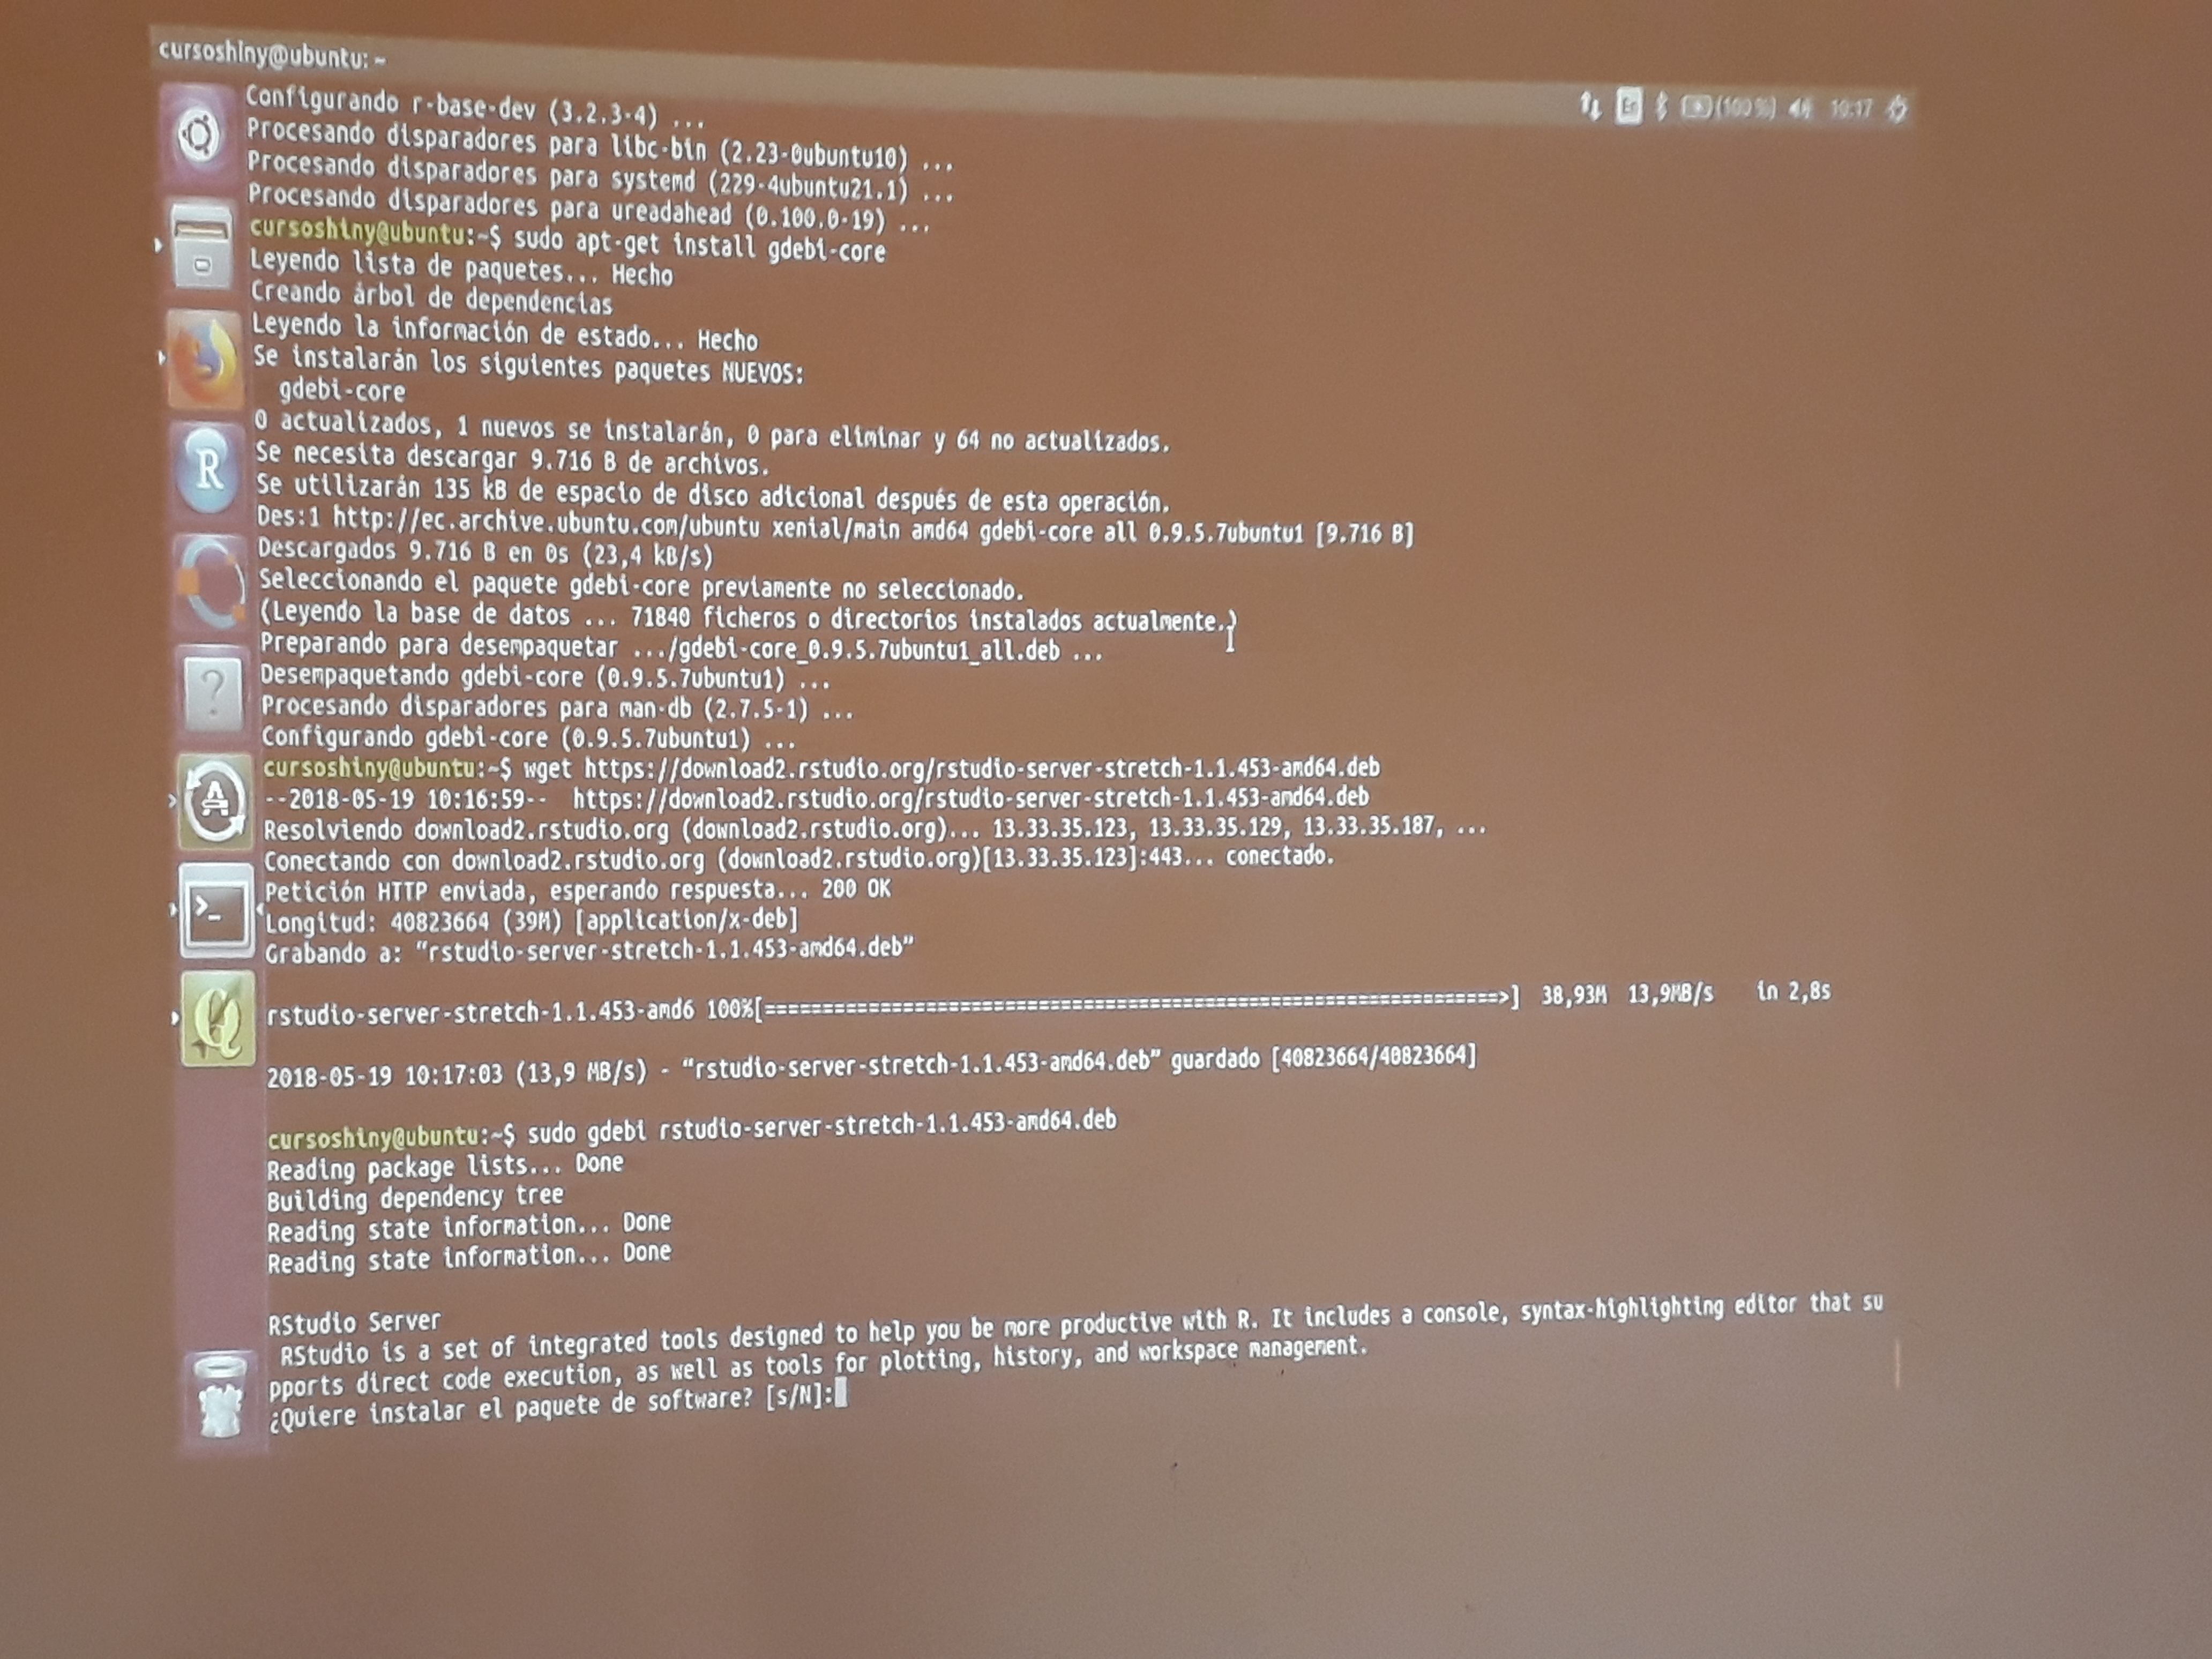 cursoshiny@ubuntu: ~
(100%) 10:17
Configurando r-base-dev (3.2.3-4) ...
Procesando disparadores para libc-bin (2.23-0ubuntu10) ...
Procesando disparadores para systemd (229-4ubuntu21.1) ...
Procesando disparadores para ureadahead (0.100.0-19) ...
cursoshiny@ubuntu:~$ sudo apt-get install gdebi-core
Leyendo lista de paquetes... Hecho
Creando árbol de dependencias
Leyendo la información de estado... Hecho
Se instalarán los siguientes paquetes NUEVOS:
  gdebi-core
0 actualizados, 1 nuevos se instalarán, 0 para eliminar y 64 no actualizados.
Se necesita descargar 9.716 B de archivos.
Se utilizarán 135 kB de espacio de disco adicional después de esta operación.
Des:1 http://ec.archive.ubuntu.com/ubuntu xenial/main amd64 gdebi-core all 0.9.5.7ubuntu1 [9.716 B]
Descargados 9.716 B en 0s (23,4 kB/s)
Seleccionando el paquete gdebi-core previamente no seleccionado.
(Leyendo la base de datos ... 71840 ficheros o directorios instalados actualmente.)
Preparando para desempaquetar .../gdebi-core_0.9.5.7ubuntu1_all.deb ...
Desempaquetando gdebi-core (0.9.5.7ubuntu1) ...
Procesando disparadores para man-db (2.7.5-1) ...
Configurando gdebi-core (0.9.5.7ubuntu1) ...
cursoshiny@ubuntu:~$ wget https://download2.rstudio.org/rstudio-server-stretch-1.1.453-amd64.deb
--2018-05-19 10:16:59--  https://download2.rstudio.org/rstudio-server-stretch-1.1.453-amd64.deb
Resolviendo download2.rstudio.org (download2.rstudio.org)... 13.33.35.123, 13.33.35.129, 13.33.35.187, ...
Conectando con download2.rstudio.org (download2.rstudio.org)[13.33.35.123]:443... conectado.
Petición HTTP enviada, esperando respuesta... 200 OK
Longitud: 40823664 (39M) [application/x-deb]
Grabando a: “rstudio-server-stretch-1.1.453-amd64.deb”
rstudio-server-stretch-1.1.453-amd6 100%[=====================================================================>] 38,93M 13,9MB/s in 2,8s
2018-05-19 10:17:03 (13,9 MB/s) - “rstudio-server-stretch-1.1.453-amd64.deb” guardado [40823664/40823664]
cursoshiny@ubuntu:~$ sudo gdebi rstudio-server-stretch-1.1.453-amd64.deb
Reading package lists... Done
Building dependency tree
Reading state information... Done
Reading state information... Done
RStudio Server
 RStudio is a set of integrated tools designed to help you be more productive with R. It includes a console, syntax-highlighting editor that su
pports direct code execution, as well as tools for plotting, history, and workspace management.
¿Quiere instalar el paquete de software? [s/N]: